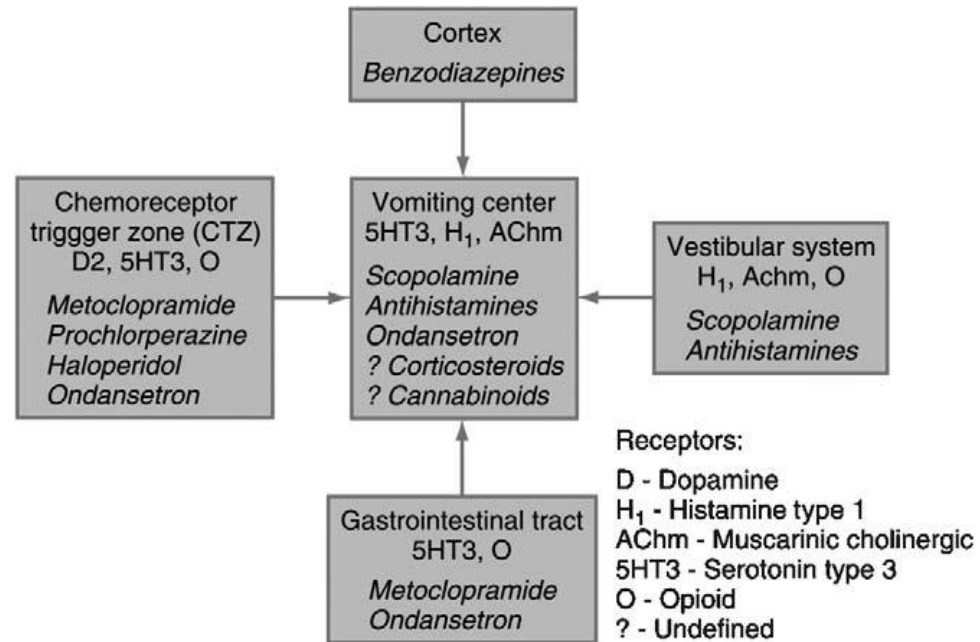 Cortex
Benzodiazepines
Chemoreceptor
triggger zone (CTZ)
D2, 5HT3, O
Metoclopramide
Prochlorperazine
Haloperidol
Ondansetron
Vomiting center
5HT3, H₁, AChm
Scopolamine
Antihistamines
Ondansetron
? Corticosteroids
? Cannabinoids
Vestibular system
H₁, Achm, O
Scopolamine
Antihistamines
Gastrointestinal tract
5HT3, O
Metoclopramide
Ondansetron
Receptors:
D - Dopamine
H₁ - Histamine type 1
AChm - Muscarinic cholinergic
5HT3 - Serotonin type 3
O - Opioid
? - Undefined